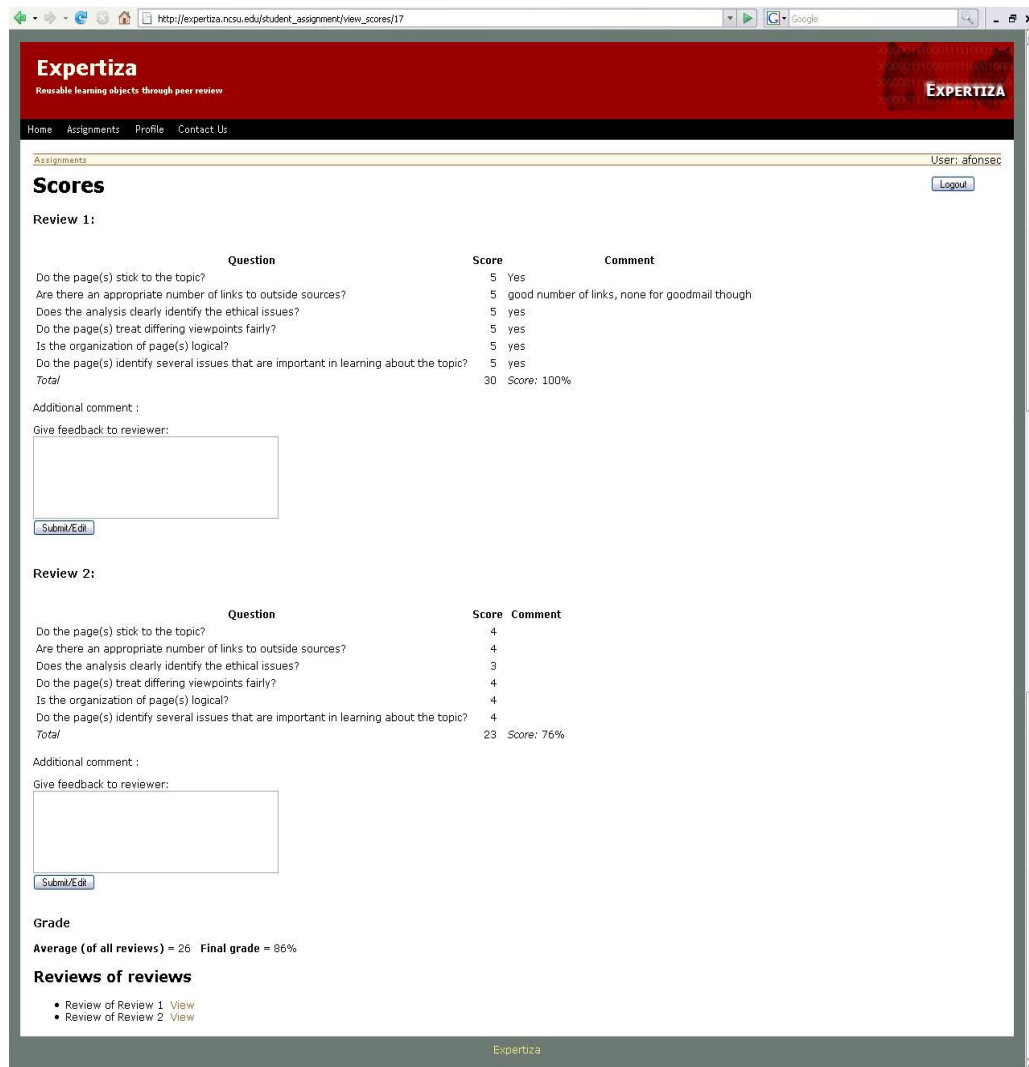 http://expertiza.ncsu.edu/student_assignment/view_scores/17
Google
Expertiza
Reusable learning objects through peer review
EXPERTIZA
Home Assignments Profile Contact Us
Assignments User: afonsec
Scores Logout
Review 1:
Question Score Comment
Do the page(s) stick to the topic? 5 Yes
Are there an appropriate number of links to outside sources? 5 good number of links, none for goodmail though
Does the analysis clearly identify the ethical issues? 5 yes
Do the page(s) treat differing viewpoints fairly? 5 yes
Is the organization of page(s) logical? 5 yes
Do the page(s) identify several issues that are important in learning about the topic? 5 yes
Total 30 Score: 100%
Additional comment :
Give feedback to reviewer:
Submit/Edit
Review 2:
Question Score Comment
Do the page(s) stick to the topic? 4
Are there an appropriate number of links to outside sources? 4
Does the analysis clearly identify the ethical issues? 3
Do the page(s) treat differing viewpoints fairly? 4
Is the organization of page(s) logical? 4
Do the page(s) identify several issues that are important in learning about the topic? 4
Total 23 Score: 76%
Additional comment :
Give feedback to reviewer:
Submit/Edit
Grade
Average (of all reviews) = 26 Final grade = 86%
Reviews of reviews
• Review of Review 1 View
• Review of Review 2 View
Expertiza